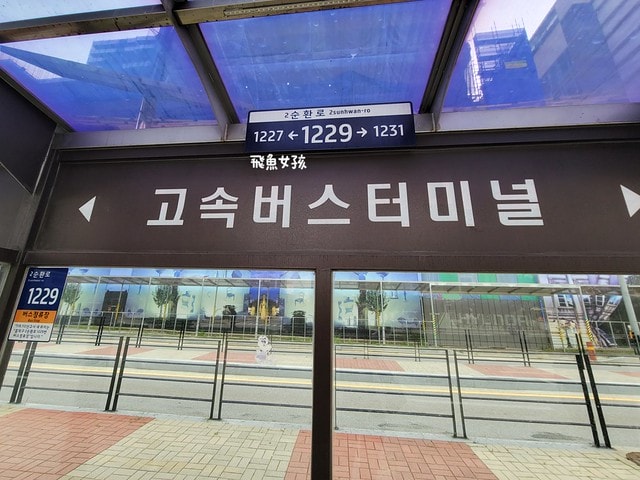 2순환로 2sunhwan-ro
1227 ← 1229 → 1231
飛魚女孩
고속버스터미널
2순환로
1229
버스정류장